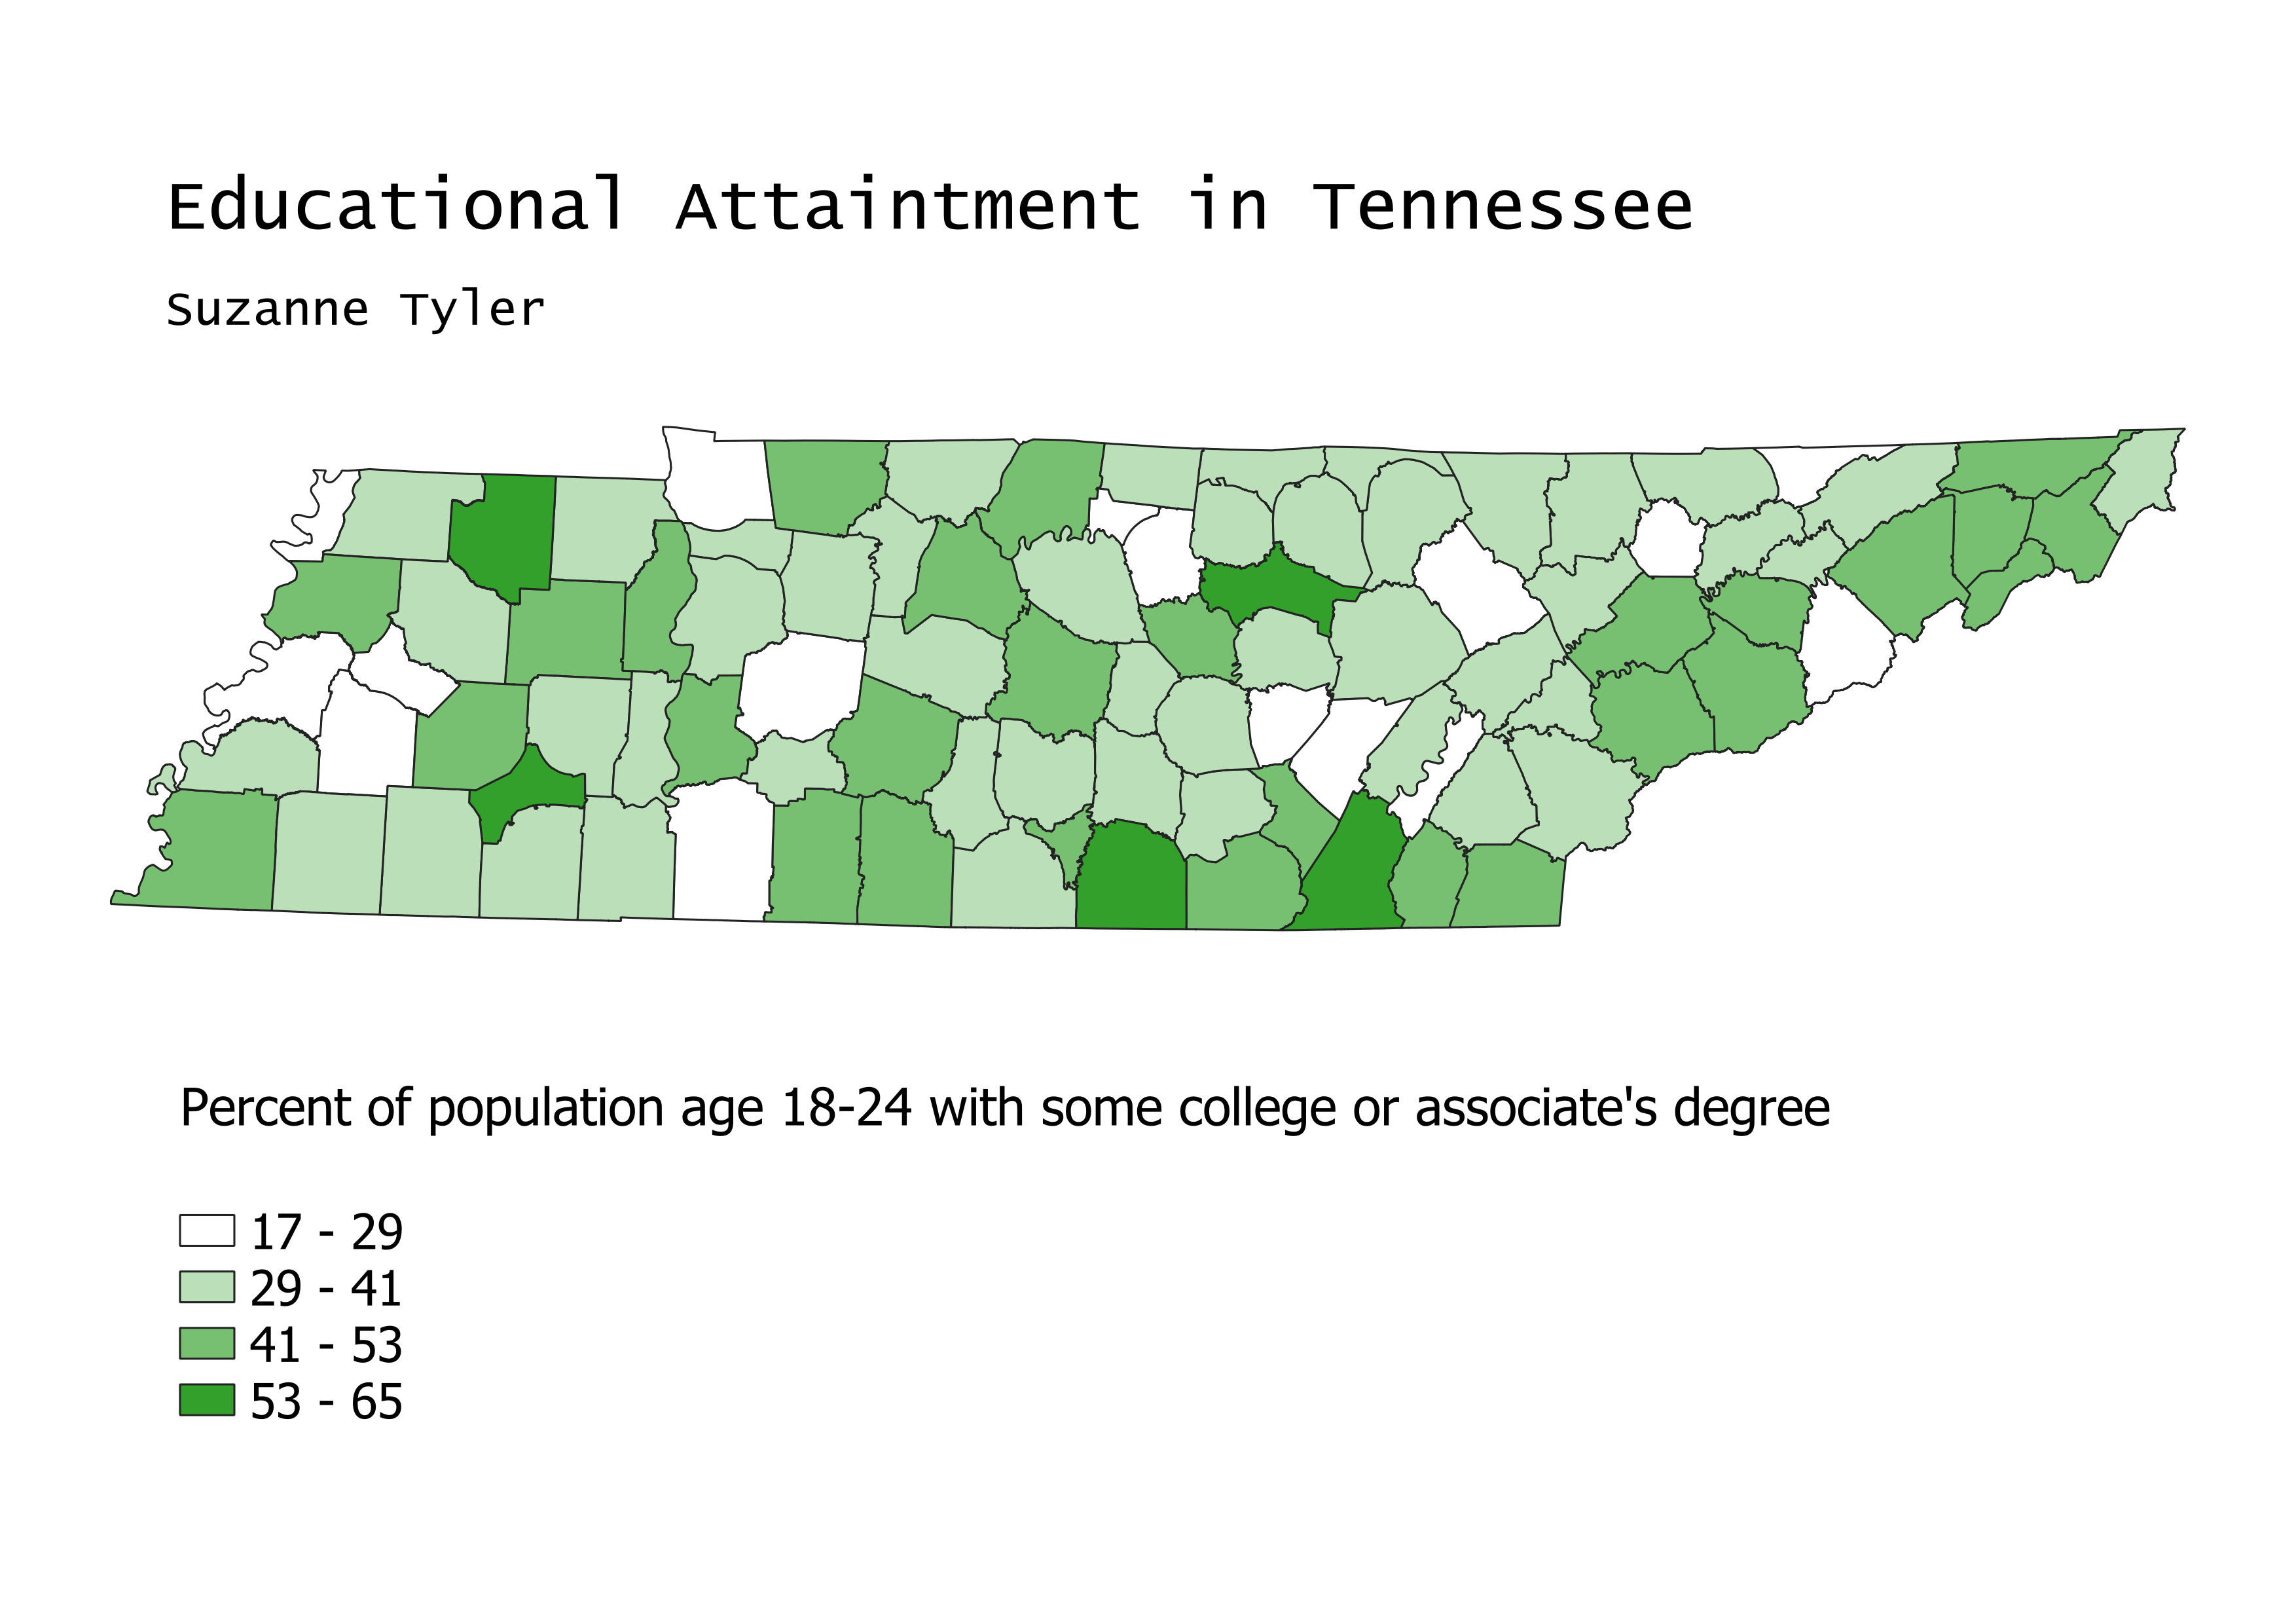 Educational Attaintment in Tennessee
Suzanne Tyler
Percent of population age 18-24 with some college or associate's degree
17 - 29
29 - 41
41 - 53
53 - 65